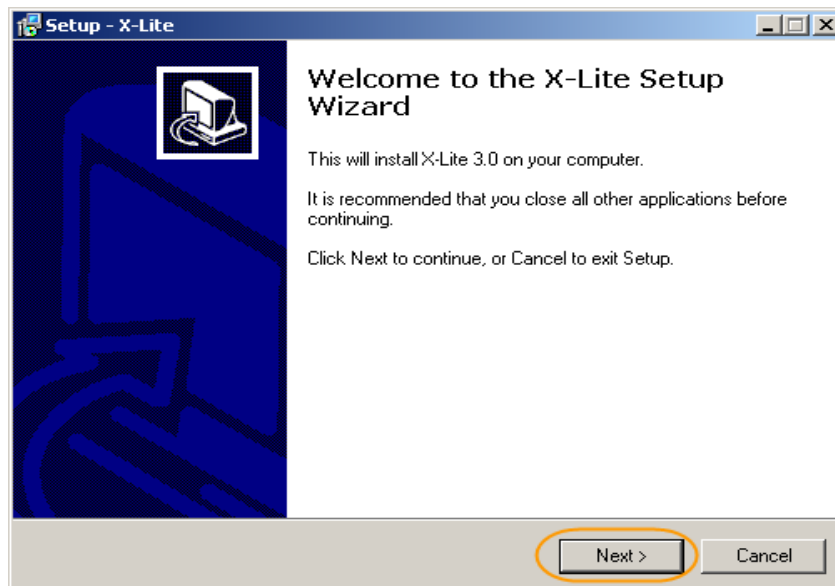 Setup - X-Lite
Welcome to the X-Lite Setup
Wizard
This will install X-Lite 3.0 on your computer.
It is recommended that you close all other applications before
continuing.
Click Next to continue, or Cancel to exit Setup.
Next >
Cancel